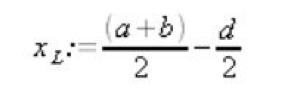 x_L := (a+b)/2 − d/2